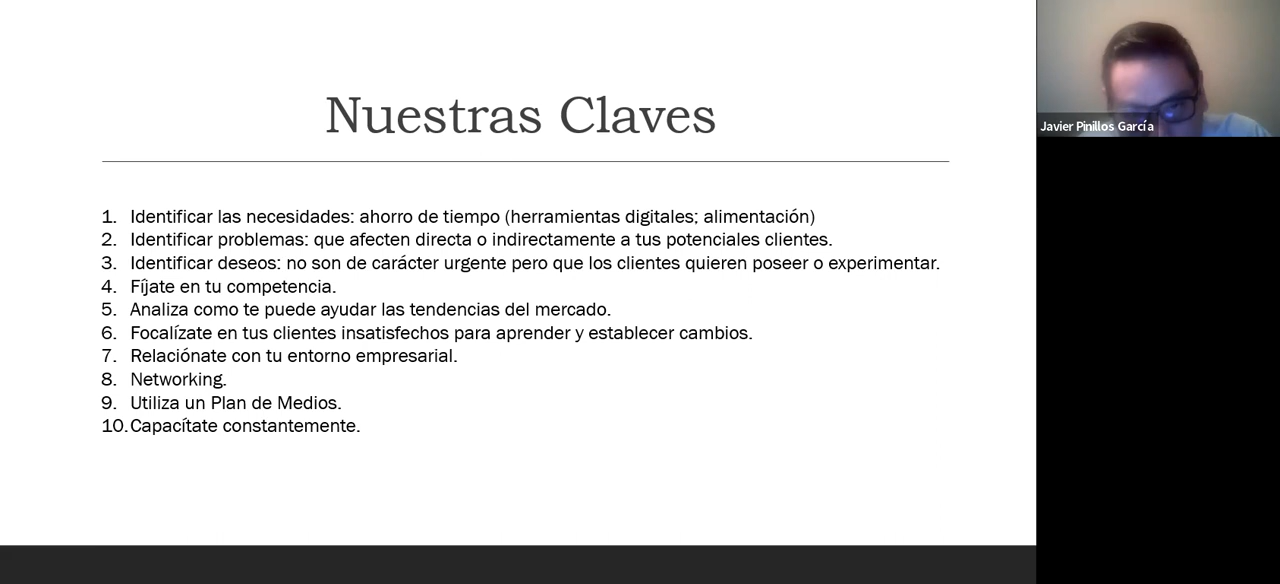 Nuestras Claves
1. Identificar las necesidades: ahorro de tiempo (herramientas digitales; alimentación)
2. Identificar problemas: que afecten directa o indirectamente a tus potenciales clientes.
3. Identificar deseos: no son de carácter urgente pero que los clientes quieren poseer o experimentar.
4. Fíjate en tu competencia.
5. Analiza como te puede ayudar las tendencias del mercado.
6. Focalízate en tus clientes insatisfechos para aprender y establecer cambios.
7. Relaciónate con tu entorno empresarial.
8. Networking.
9. Utiliza un Plan de Medios.
10. Capacítate constantemente.
Javier Pinillos García